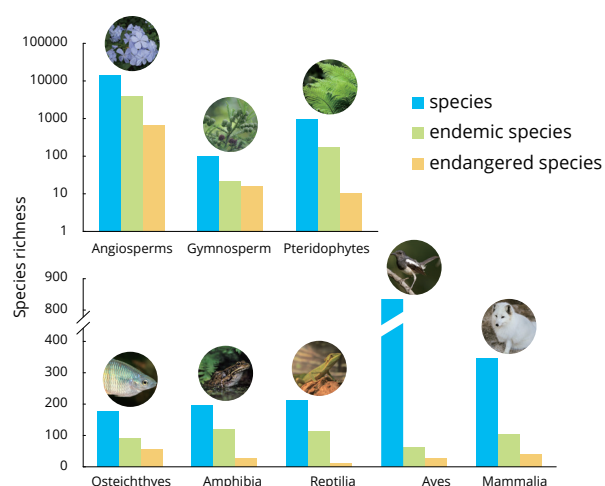 100000
10000
1000
100
10
1
Angiosperms Gymnosperm Pteridophytes
species
endemic species
endangered species
Species richness
900
800
400
300
200
100
0
Osteichthyes Amphibia Reptilia Aves Mammalia